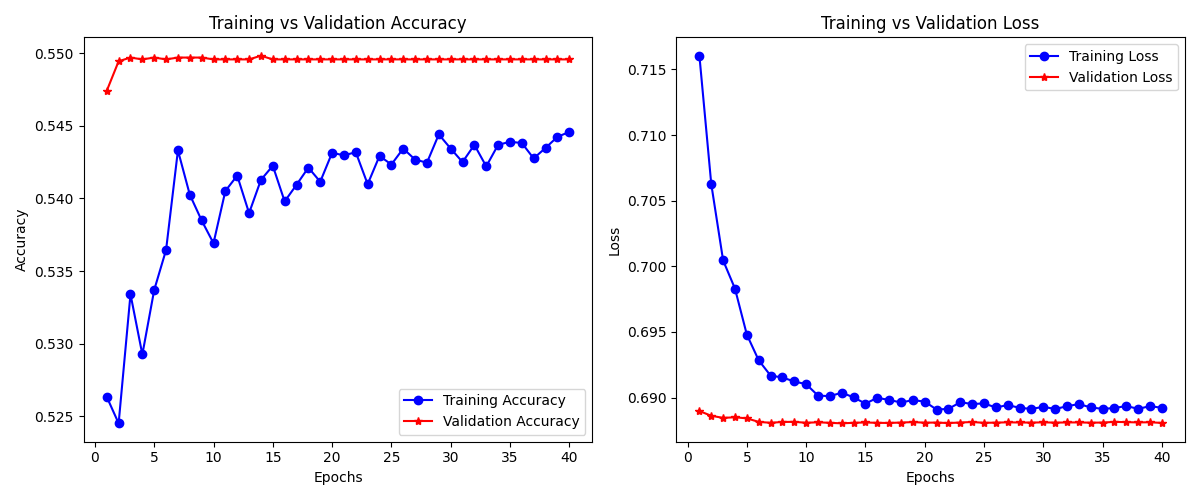 Training vs Validation Accuracy
0.550
0.545
0.540
0.535
0.530
0.525
Accuracy
0 5 10 15 20 25 30 35 40
Epochs
Training Accuracy
Validation Accuracy
Training vs Validation Loss
0.715
0.710
0.705
0.700
0.695
0.690
Loss
0 5 10 15 20 25 30 35 40
Epochs
Training Loss
Validation Loss